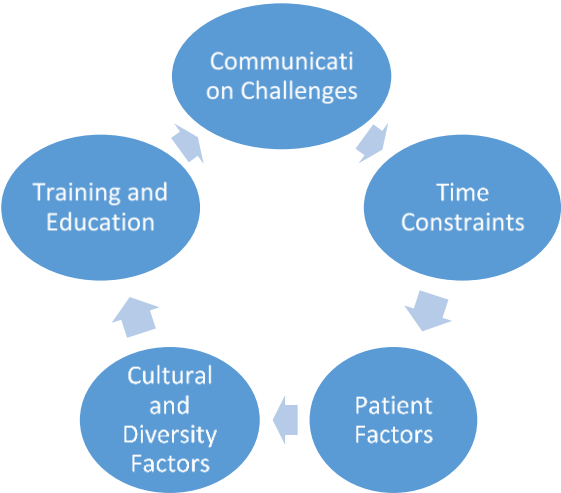 Communicati
on Challenges
Time
Constraints
Patient
Factors
Cultural
and
Diversity
Factors
Training and
Education